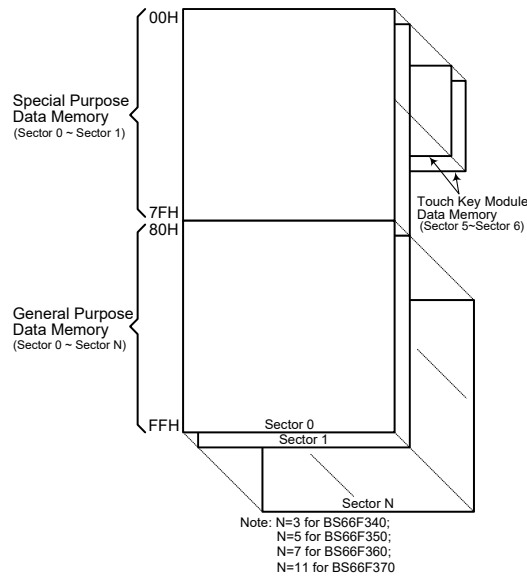 00H
Special Purpose
Data Memory
(Sector 0 ~ Sector 1)
7FH
Touch Key Module
Data Memory
(Sector 5~Sector 6)
80H
General Purpose
Data Memory
(Sector 0 ~ Sector N)
FFH
Sector 0
Sector 1
Sector N
Note: N=3 for BS66F340;
N=5 for BS66F350;
N=7 for BS66F360;
N=11 for BS66F370